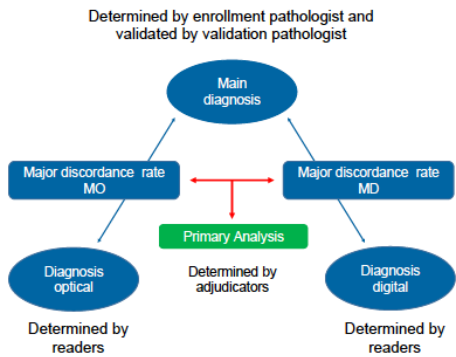 Determined by enrollment pathologist and
validated by validation pathologist
Main
diagnosis
Major discordance rate
MO
Major discordance rate
MD
Primary Analysis
Diagnosis
optical
Determined by
adjudicators
Diagnosis
digital
Determined by
readers
Determined by
readers